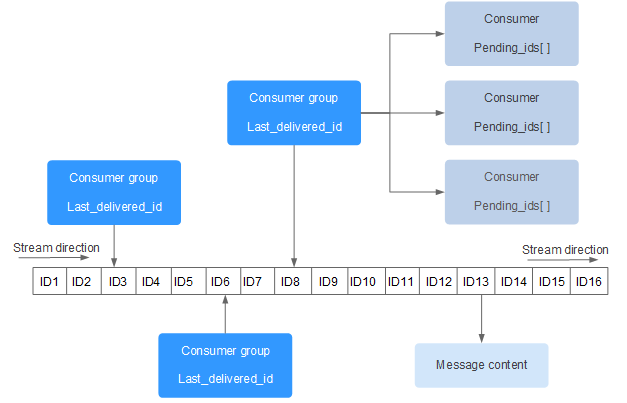 Consumer
Pending_ids[ ]
Consumer group
Last_delivered_id
Consumer
Pending_ids[ ]
Consumer
Pending_ids[ ]
Consumer group
Last_delivered_id
Stream direction
Stream direction
ID1 ID2 ID3 ID4 ID5 ID6 ID7 ID8 ID9 ID10 ID11 ID12 ID13 ID14 ID15 ID16
Consumer group
Last_delivered_id
Message content